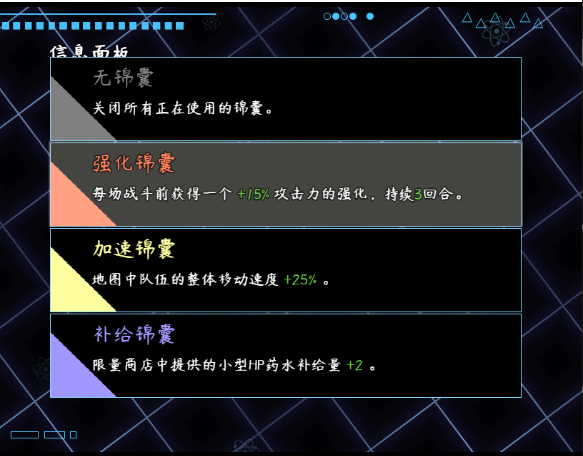 信息面板
无锦囊
关闭所有正在使用的锦囊。
强化锦囊
每场战斗前获得一个 +15% 攻击力的强化，持续3回合。
加速锦囊
地图中队伍的整体移动速度 +25% 。
补给锦囊
限量商店中提供的小型HP药水补给量 +2 。